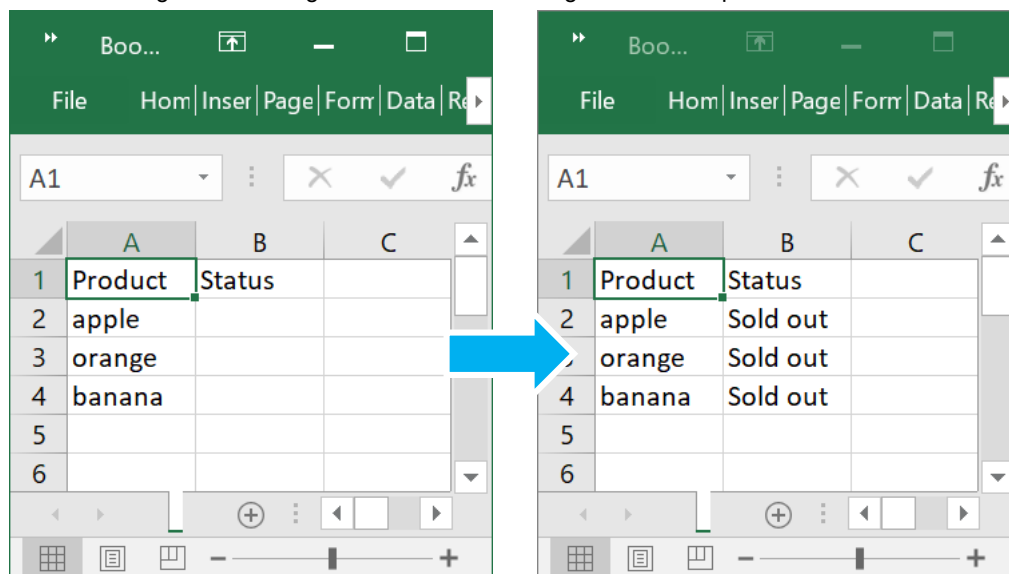 Boo...
File Hom Inser Page Form Data Re
A1 fx
A B C
1 Product Status
2 apple
3 orange
4 banana
5
6
Boo...
File Hom Inser Page Form Data Re
A1 fx
A B C
1 Product Status
2 apple Sold out
orange Sold out
4 banana Sold out
5
6